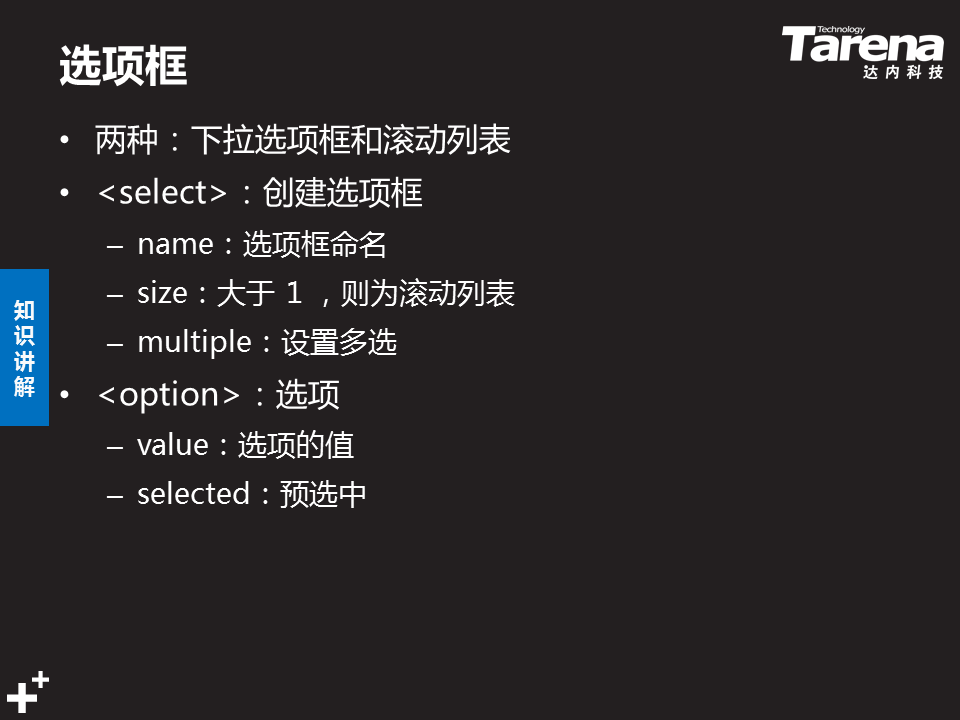 选项框
Technology
Tarena
达内科技
• 两种：下拉选项框和滚动列表
• <select>：创建选项框
– name：选项框命名
– size：大于 1 ，则为滚动列表
– multiple：设置多选
• <option>：选项
– value：选项的值
– selected：预选中
知识讲解